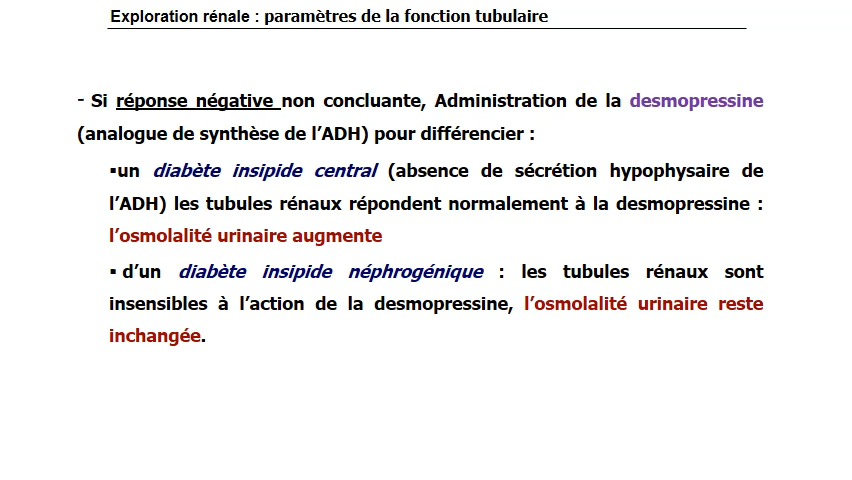 Exploration rénale : paramètres de la fonction tubulaire
- Si réponse négative non concluante, Administration de la desmopressine
(analogue de synthèse de l’ADH) pour différencier :
▪un diabète insipide central (absence de sécrétion hypophysaire de
l’ADH) les tubules rénaux répondent normalement à la desmopressine :
l’osmolalité urinaire augmente
▪ d’un diabète insipide néphrogénique : les tubules rénaux sont
insensibles à l’action de la desmopressine, l’osmolalité urinaire reste
inchangée.